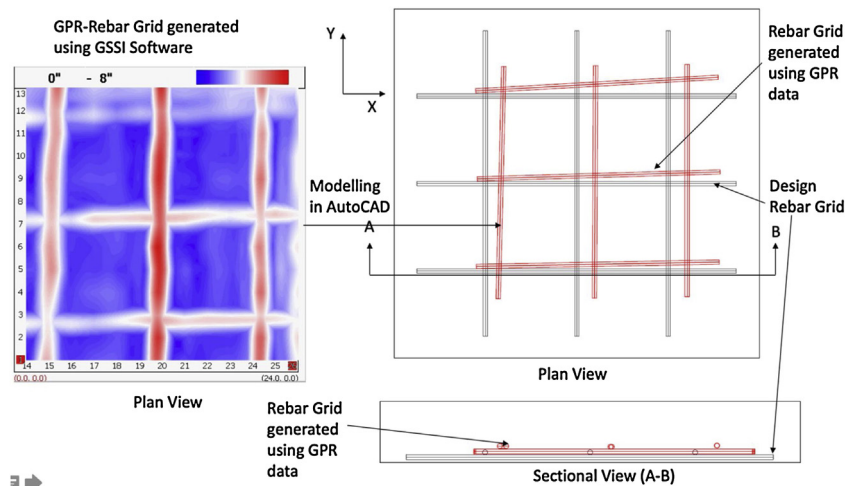 GPR-Rebar Grid generated
using GSSI Software
0" - 8"
13
12
11
10
9
8
7
6
5
4
3
2
14 15 16 17 18 19 20 21 22 23 24 25
(0.0, 0.0) (24.0, 0.0)
Plan View
Modelling
in AutoCAD
Y
X
A
B
Rebar Grid
generated
using GPR
data
Design
Rebar Grid
Plan View
Rebar Grid
generated
using GPR
data
Sectional View (A-B)